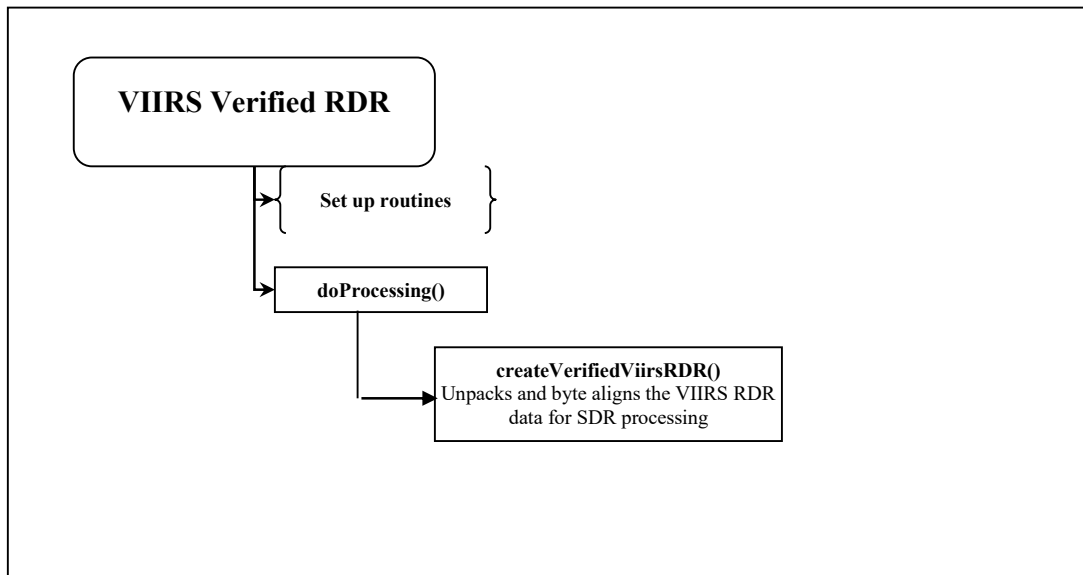 VIIRS Verified RDR
Set up routines
doProcessing()
createVerifiedViirsRDR()
Unpacks and byte aligns the VIIRS RDR
data for SDR processing